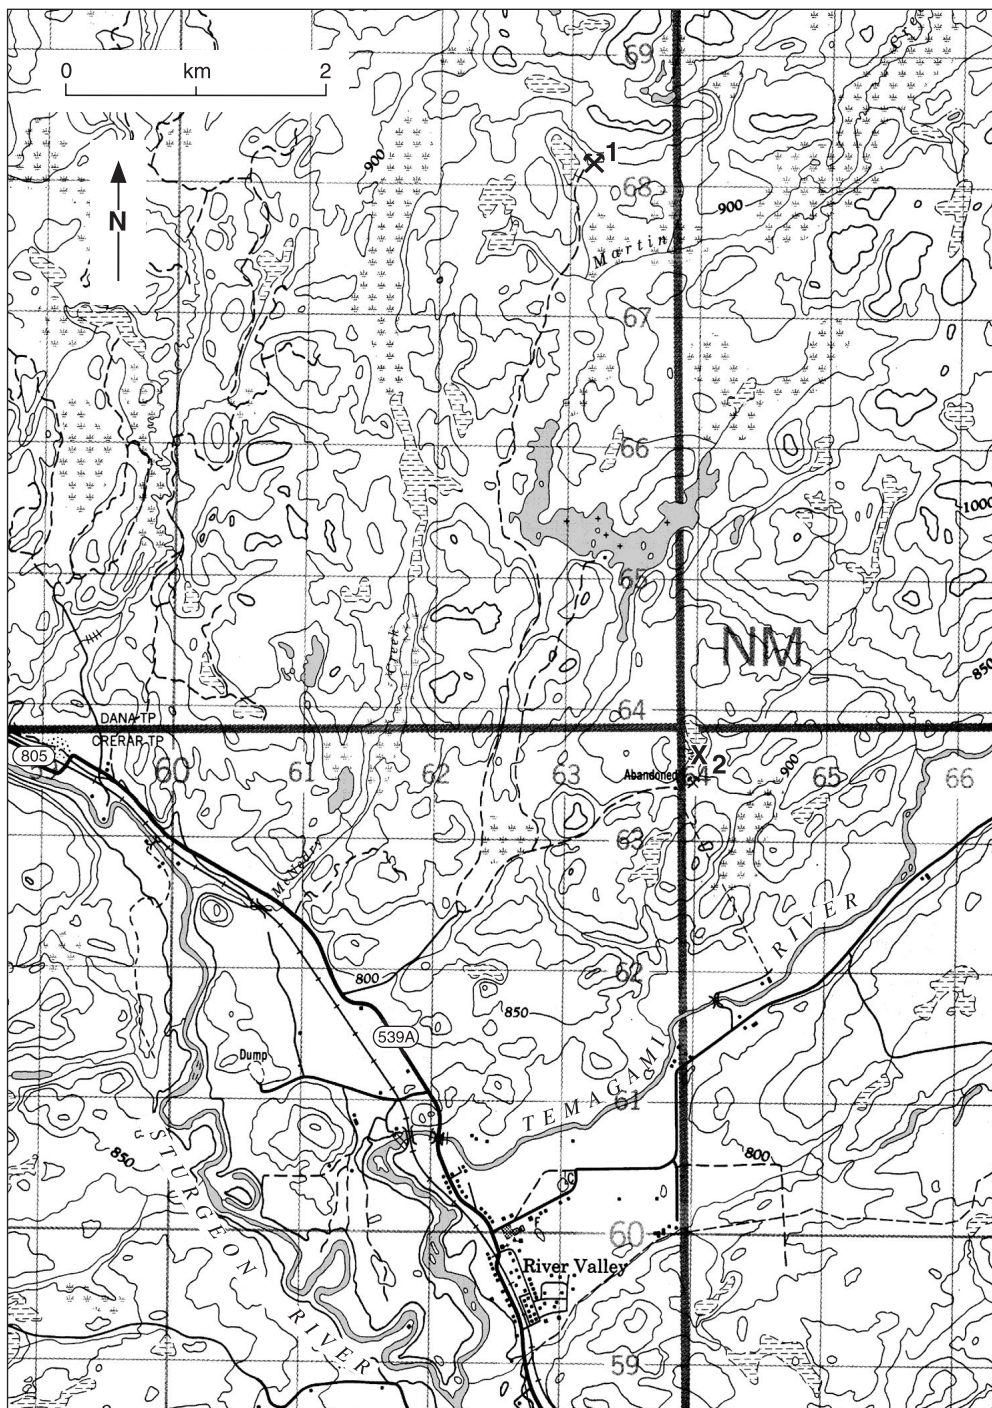 69
0 km 2
900
1
N
68
900
Martin
67
66
1000
65
NM
Creek
850
64
DANA TP
CRERAR TP
805
60
61
62
63
Abandoned
4
2
900
65
66
63
McNdry
RIVER
62
800
850
539A
Dump
TEMAGAMI
61
850
STURGEON
800
60
River Valley
RIVER
59